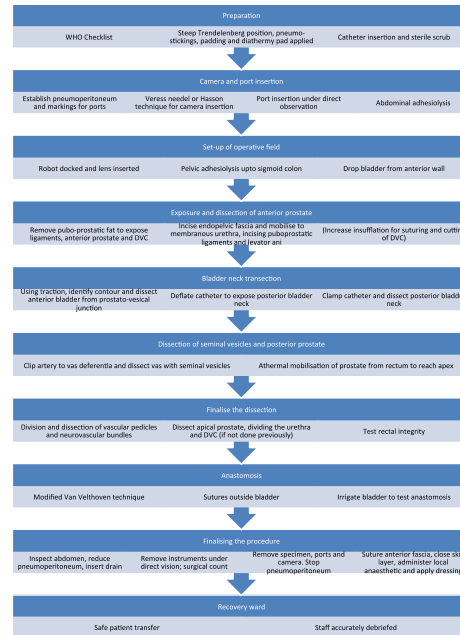 Preparation
WHO Checklist
Steep Trendelenberg position, pneumo-
stickings, padding and diathermy pad applied
Catheter insertion and sterile scrub
Camera and port insertion
Establish pneumoperitoneum
and markings for ports
Veress needel or Hasson
technique for camera insertion
Port insertion under direct
observation
Abdominal adhesiolysis
Set-up of operative field
Robot docked and lens inserted
Pelvic adhesiolysis upto sigmoid colon
Drop bladder from anterior wall
Exposure and dissection of anterior prostate
Remove pubo-prostatic fat to expose
ligaments, anterior prostate and DVC
Incise endopelvic fascia and mobilise to
membranous urethra, incising puboprostatic
ligaments and levator ani
(Increase insufflation for suturing and cuttin
of DVC)
Bladder neck transection
Using traction, identify contour and dissect
anterior bladder from prostato-vesical
junction
Deflate catheter to expose posterior bladder
neck
Clamp catheter and dissect posterior bladde
neck
Dissection of seminal vesicles and posterior prostate
Clip artery to vas deferentia and dissect vas with seminal vesicles
Athermal mobilisation of prostate from rectum to reach apex
Finalise the dissection
Division and dissection of vascular pedicles
and neurovascular bundles
Dissect apical prostate, dividing the urethra
and DVC (if not done previously)
Test rectal integrity
Anastomosis
Modified Van Velthoven technique
Sutures outside bladder
Irrigate bladder to test anastomosis
Finalising the procedure
Inspect abdomen, reduce
pneumoperitoneum, insert drain
Remove instruments under
direct vision; surgical count
Remove specimen, ports and
camera. Stop
pneumoperitoneum
Suture anterior fascia, close ski
layer, administer local
anaesthetic and apply dressing
Recovery ward
Safe patient transfer
Staff accurately debriefed